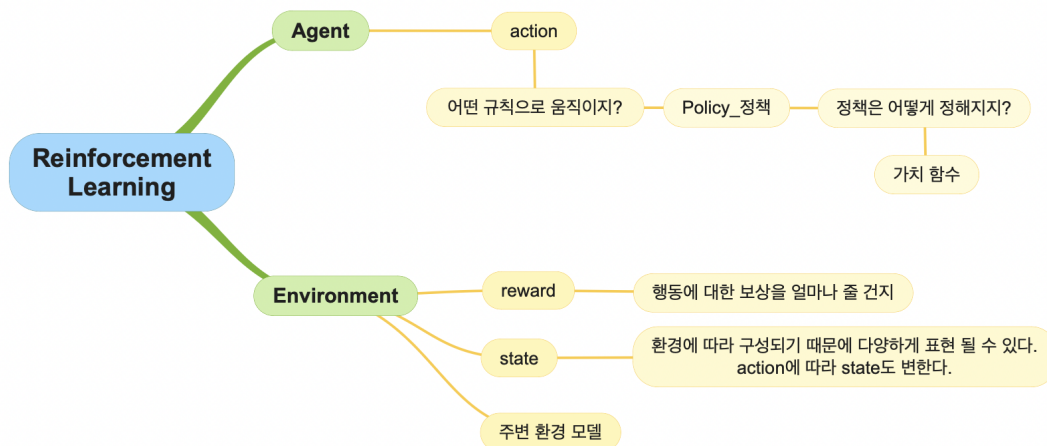 Reinforcement
Learning
Agent
action
어떤 규칙으로 움직이지?
Policy_정책
정책은 어떻게 정해지지?
가치 함수
Environment
reward
행동에 대한 보상을 얼마나 줄 건지
state
환경에 따라 구성되기 때문에 다양하게 표현 될 수 있다.
action에 따라 state도 변한다.
주변 환경 모델